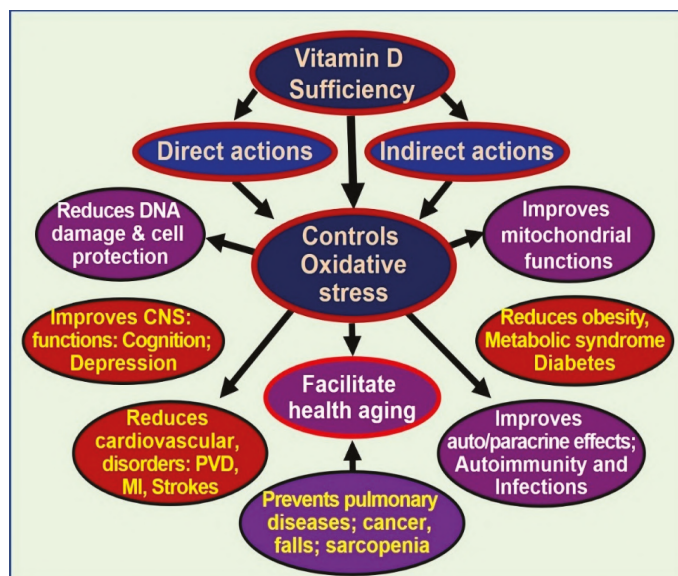 Vitamin D
Sufficiency
Direct actions
Indirect actions
Reduces DNA
damage & cell
protection
Controls
Oxidative
stress
Improves
mitochondrial
functions
Improves CNS:
functions: Cognition;
Depression
Reduces obesity,
Metabolic syndrome
Diabetes
Facilitate
health aging
Reduces
cardiovascular,
disorders: PVD,
MI, Strokes
Improves
auto/paracrine effects;
Autoimmunity and
Infections
Prevents pulmonary
diseases; cancer,
falls; sarcopenia